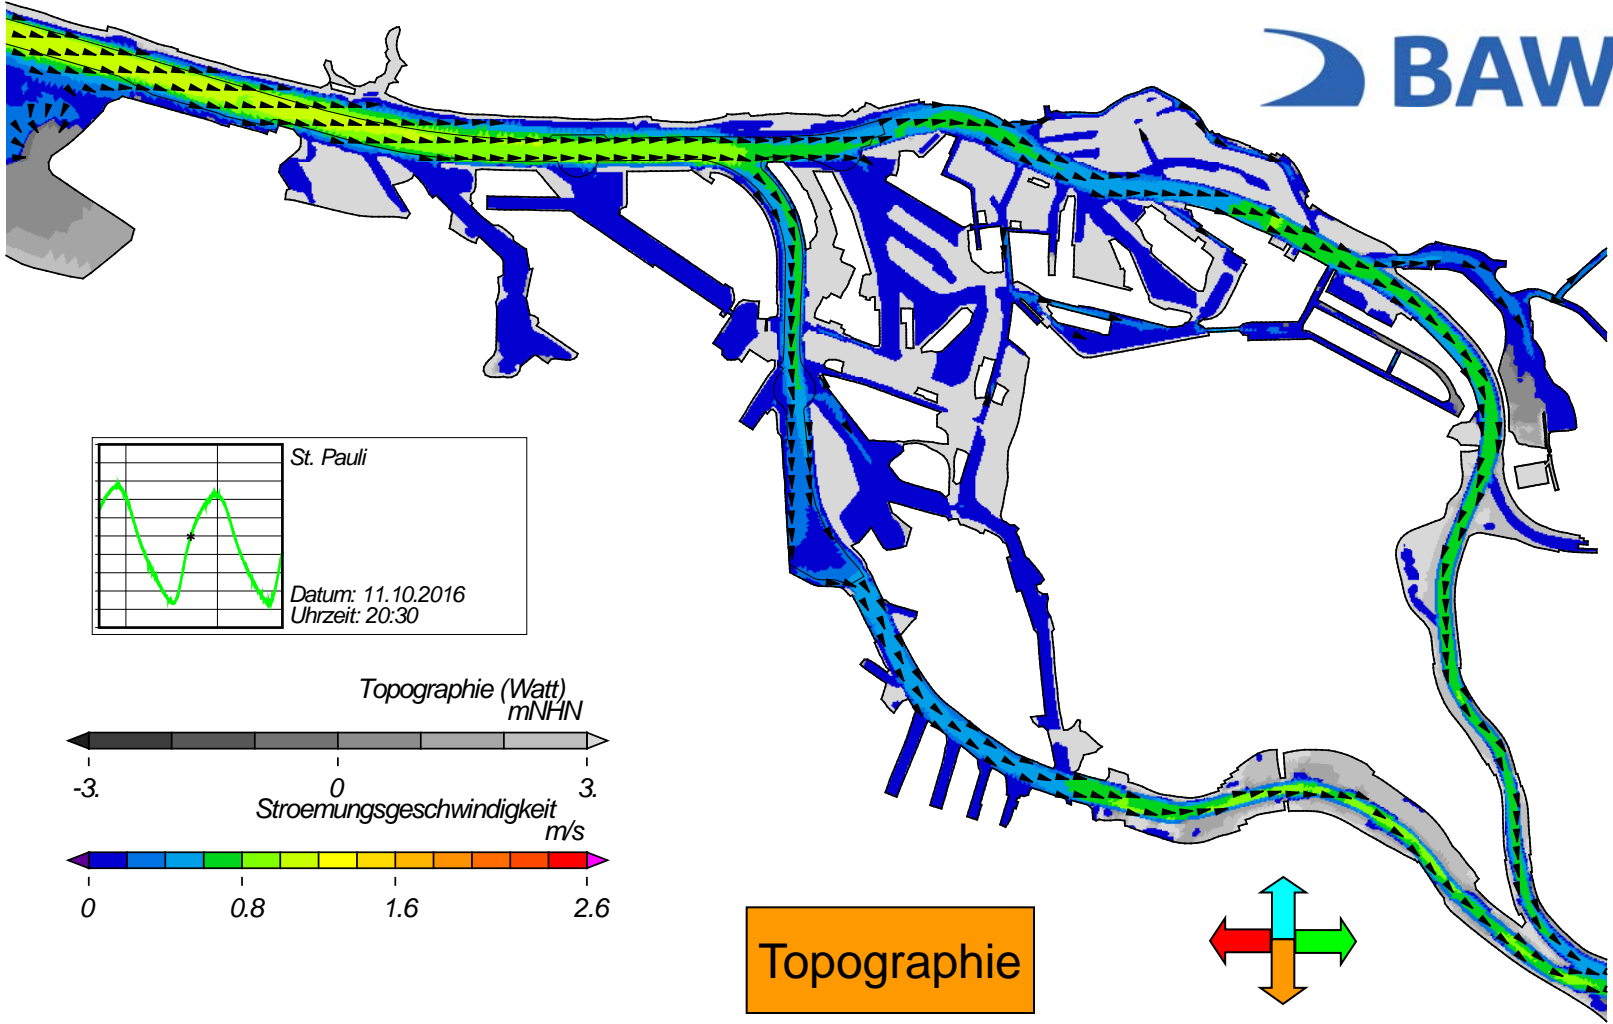 BAW
St. Pauli
Datum: 11.10.2016
Uhrzeit: 20:30
Topographie (Watt)
mNHN
-3. 0 3.
Stroemungsgeschwindigkeit
m/s
0 0.8 1.6 2.6
Topographie